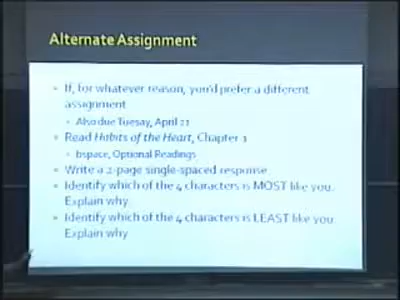 Alternate Assignment
If, for whatever reason, you'd prefer a different
assignment
Also due Tuesay, April 21
Read Habits of the Heart, Chapter 1
bspace, Optional Readings
Write a 2-page single-spaced response
Identify which of the 4 characters is MOST like you.
Explain why.
Identify which of the 4 characters is LEAST like you.
Explain why